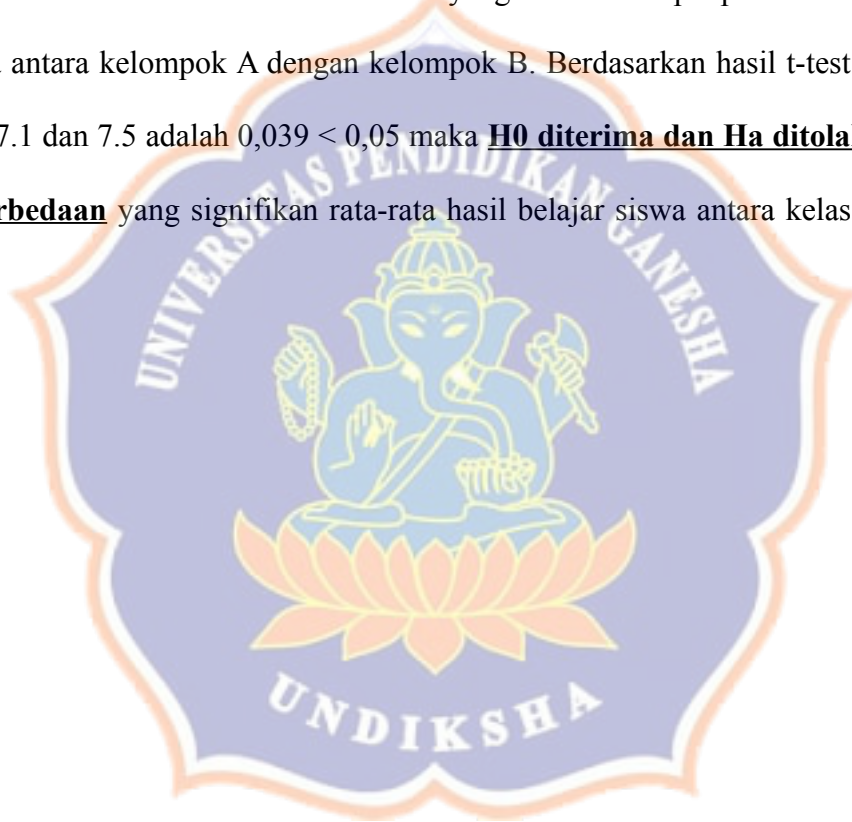 antara kelompok A dengan kelompok B. Berdasarkan hasil t-test
7.1 dan 7.5 adalah 0,039 < 0,05 maka H0 diterima dan Ha ditolak
rbedaan yang signifikan rata-rata hasil belajar siswa antara kelas
UNIVERSITAS PENDIDIKAN GANESHA
UNDIKSHA